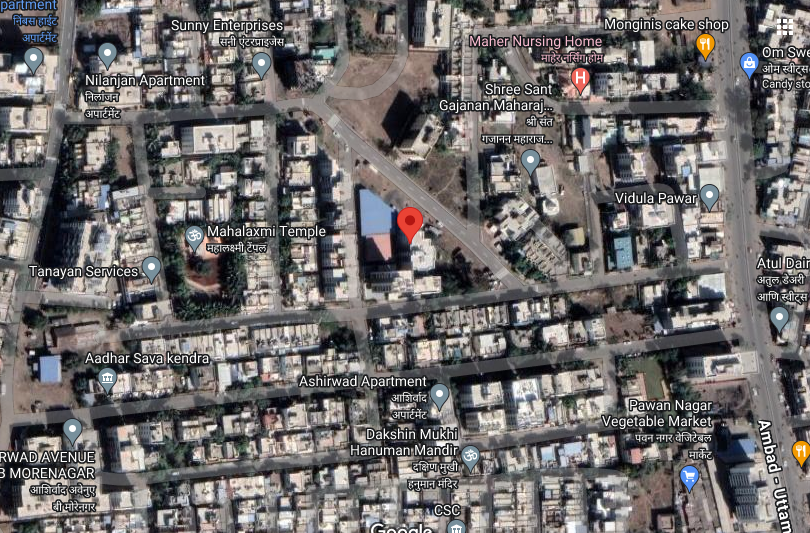 partment
निंबस हाईट
अपार्टमेंट
Sunny Enterprises
सनी एंटरप्राइजेस
Nilanjan Apartment
निलांजन
अपार्टमेंट
Monginis cake shop
Maher Nursing Home
माहेर नर्सिंग होम
Om Swe
ओम स्वीट्स
Candy sto
Shree Sant
Gajanan Maharaj...
श्री संत
गजानन महाराज...
Vidula Pawar
Mahalaxmi Temple
महालक्ष्मी टेंपल
Tanayan Services
Atul Dair
अतुल डेअरी
आणि स्वीट्स
Aadhar Sava kendra
Ashirwad Apartment
आशिर्वाद
अपार्टमेंट
Pawan Nagar
Vegetable Market
पवन नगर वेजिटेबल
मार्केट
RWAD AVENUE
B MORENAGAR
आशिर्वाद अवेनुए
बी मोरेनगर
Dakshin Mukhi
Hanuman Mandir
दक्षिण मुखी
हनुमान मंदिर
Ambad - Uttam
CSC
Google